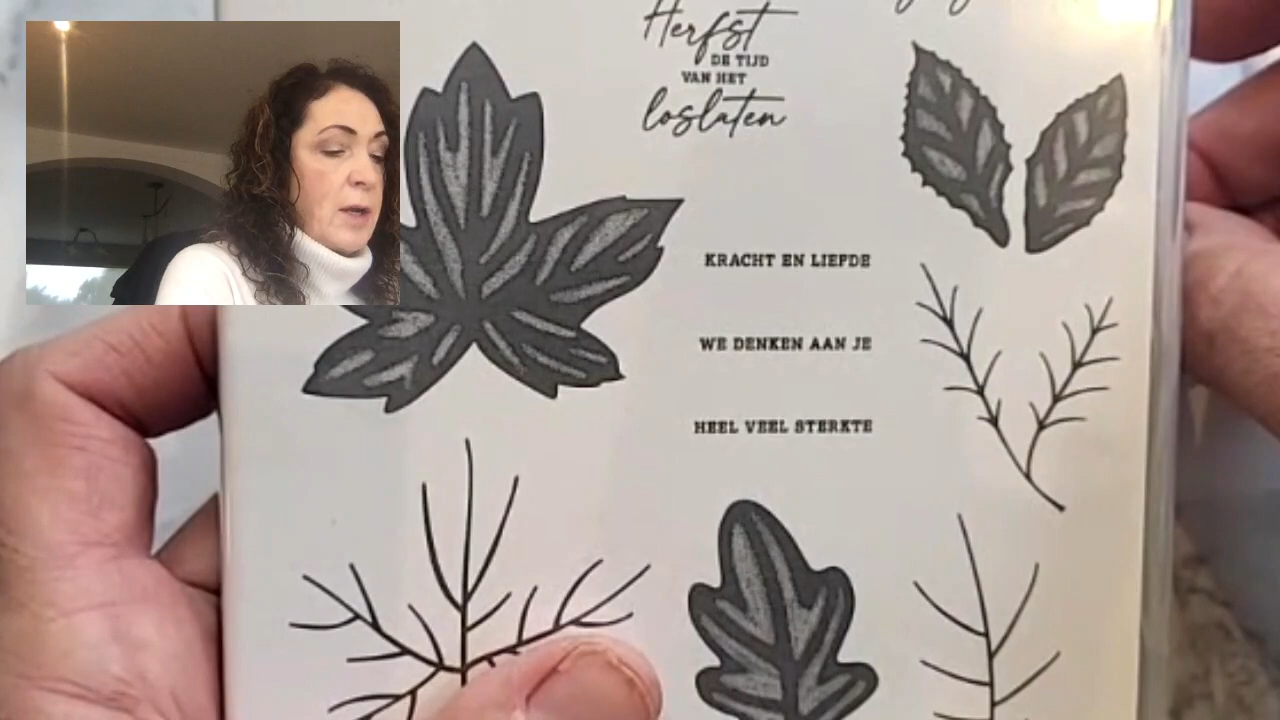 Herfst
DE TIJD
VAN HET
loslaten
KRACHT EN LIEFDE
WE DENKEN AAN JE
HEEL VEEL STERKTE